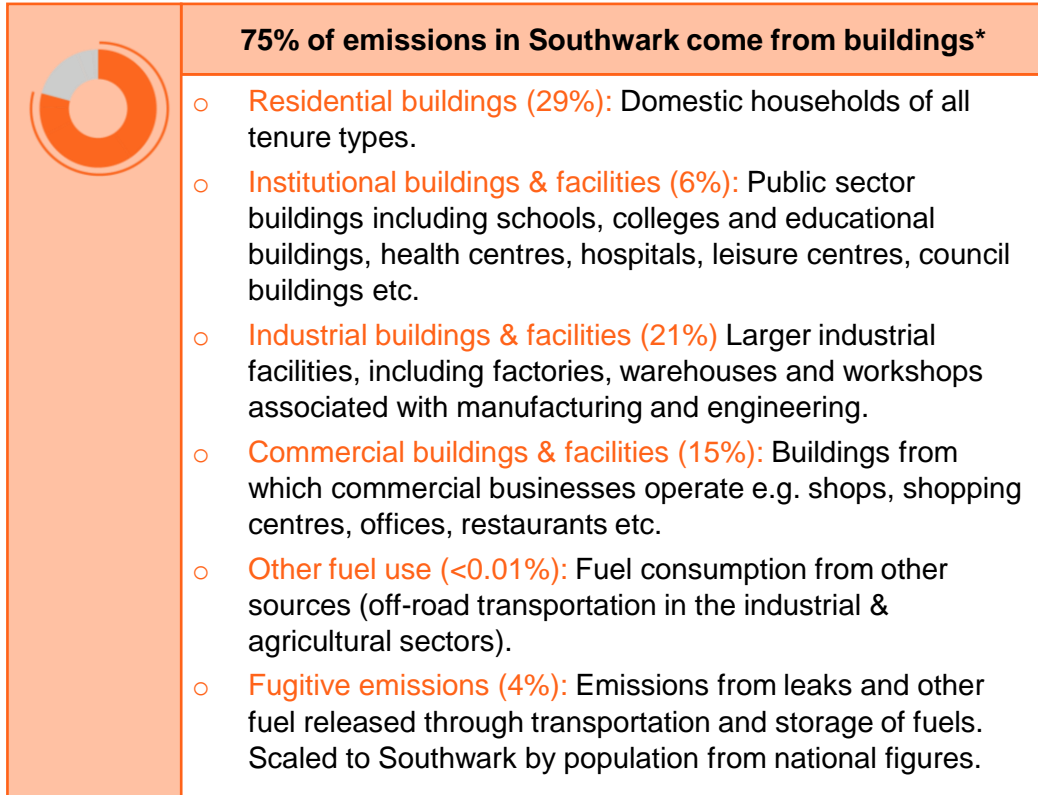 75% of emissions in Southwark come from buildings*
o Residential buildings (29%): Domestic households of all
tenure types.
o Institutional buildings & facilities (6%): Public sector
buildings including schools, colleges and educational
buildings, health centres, hospitals, leisure centres, council
buildings etc.
o Industrial buildings & facilities (21%) Larger industrial
facilities, including factories, warehouses and workshops
associated with manufacturing and engineering.
o Commercial buildings & facilities (15%): Buildings from
which commercial businesses operate e.g. shops, shopping
centres, offices, restaurants etc.
o Other fuel use (<0.01%): Fuel consumption from other
sources (off-road transportation in the industrial &
agricultural sectors).
o Fugitive emissions (4%): Emissions from leaks and other
fuel released through transportation and storage of fuels.
Scaled to Southwark by population from national figures.